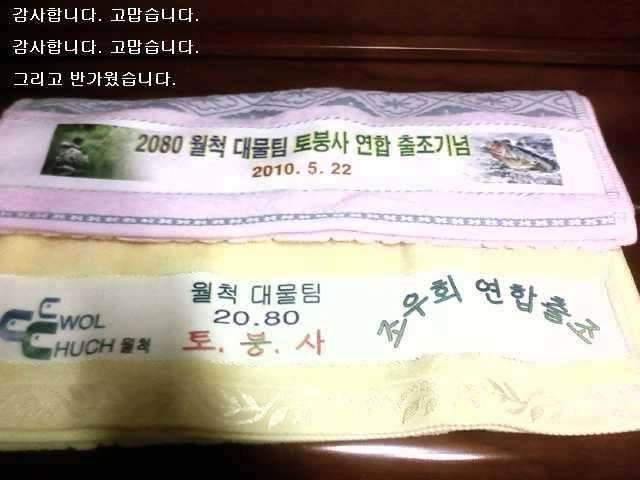 감사합니다. 고맙습니다.
감사합니다. 고맙습니다.
그리고 반가웠습니다.
2080 월척 대물팀 토붕사 연합 출조기념
2010. 5. 22
월척 대물팀
20.80
토. 붕. 사
조우회 연합출조
EWOL
CHUCH 월척